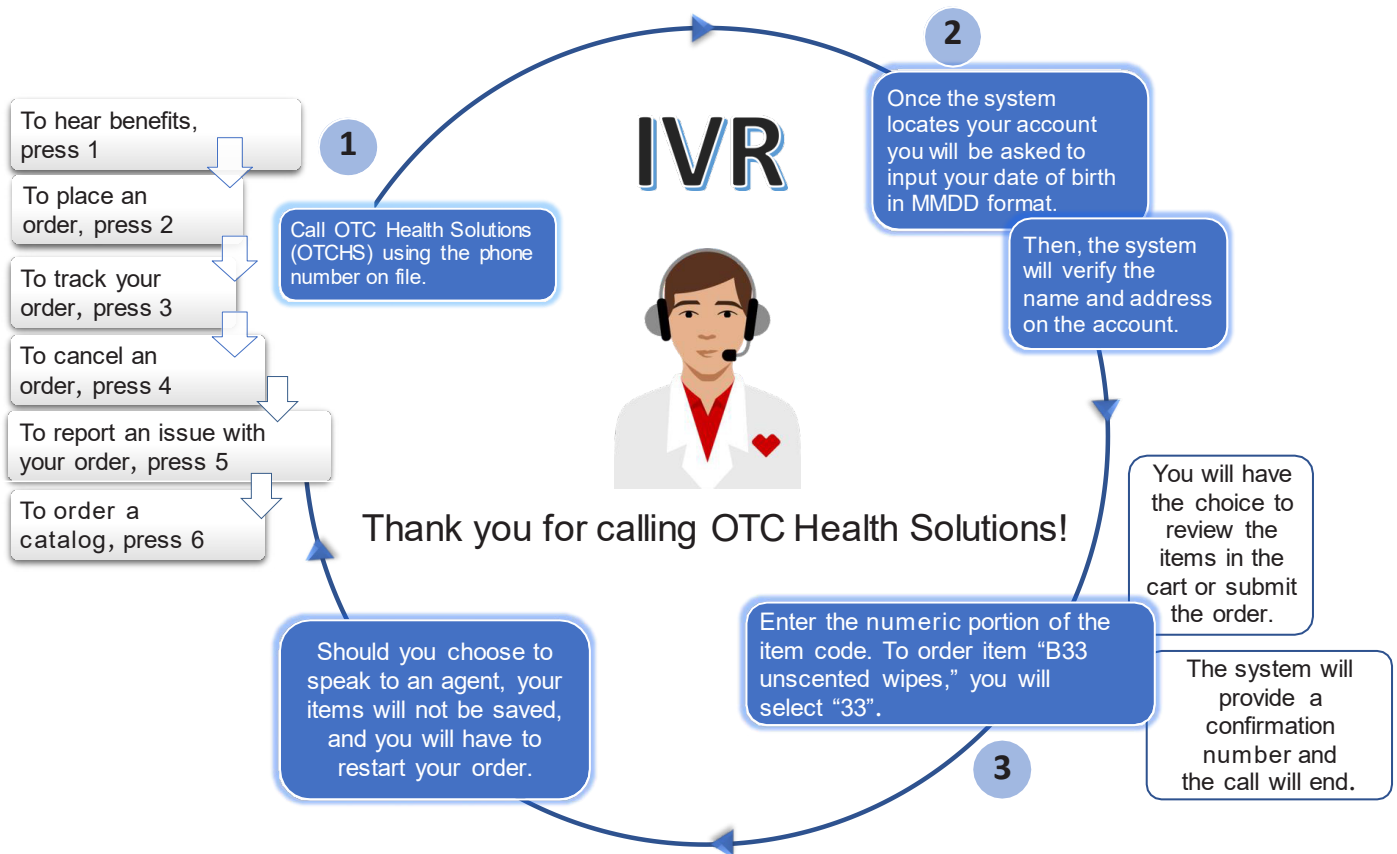 IVR
1
Call OTC Health Solutions
(OTCHS) using the phone
number on file.
To hear benefits,
press 1
To place an
order, press 2
To track your
order, press 3
To cancel an
order, press 4
To report an issue with
your order, press 5
To order a
catalog, press 6
2
Once the system
locates your account
you will be asked to
input your date of birth
in MMDD format.
Then, the system
will verify the
name and address
on the account.
3
Enter the numeric portion of the
item code. To order item “B33
unscented wipes,” you will
select “33”.
You will have
the choice to
review the
items in the
cart or submit
the order.
The system will
provide a
confirmation
number and
the call will end.
Should you choose to
speak to an agent, your
items will not be saved,
and you will have to
restart your order.
Thank you for calling OTC Health Solutions!